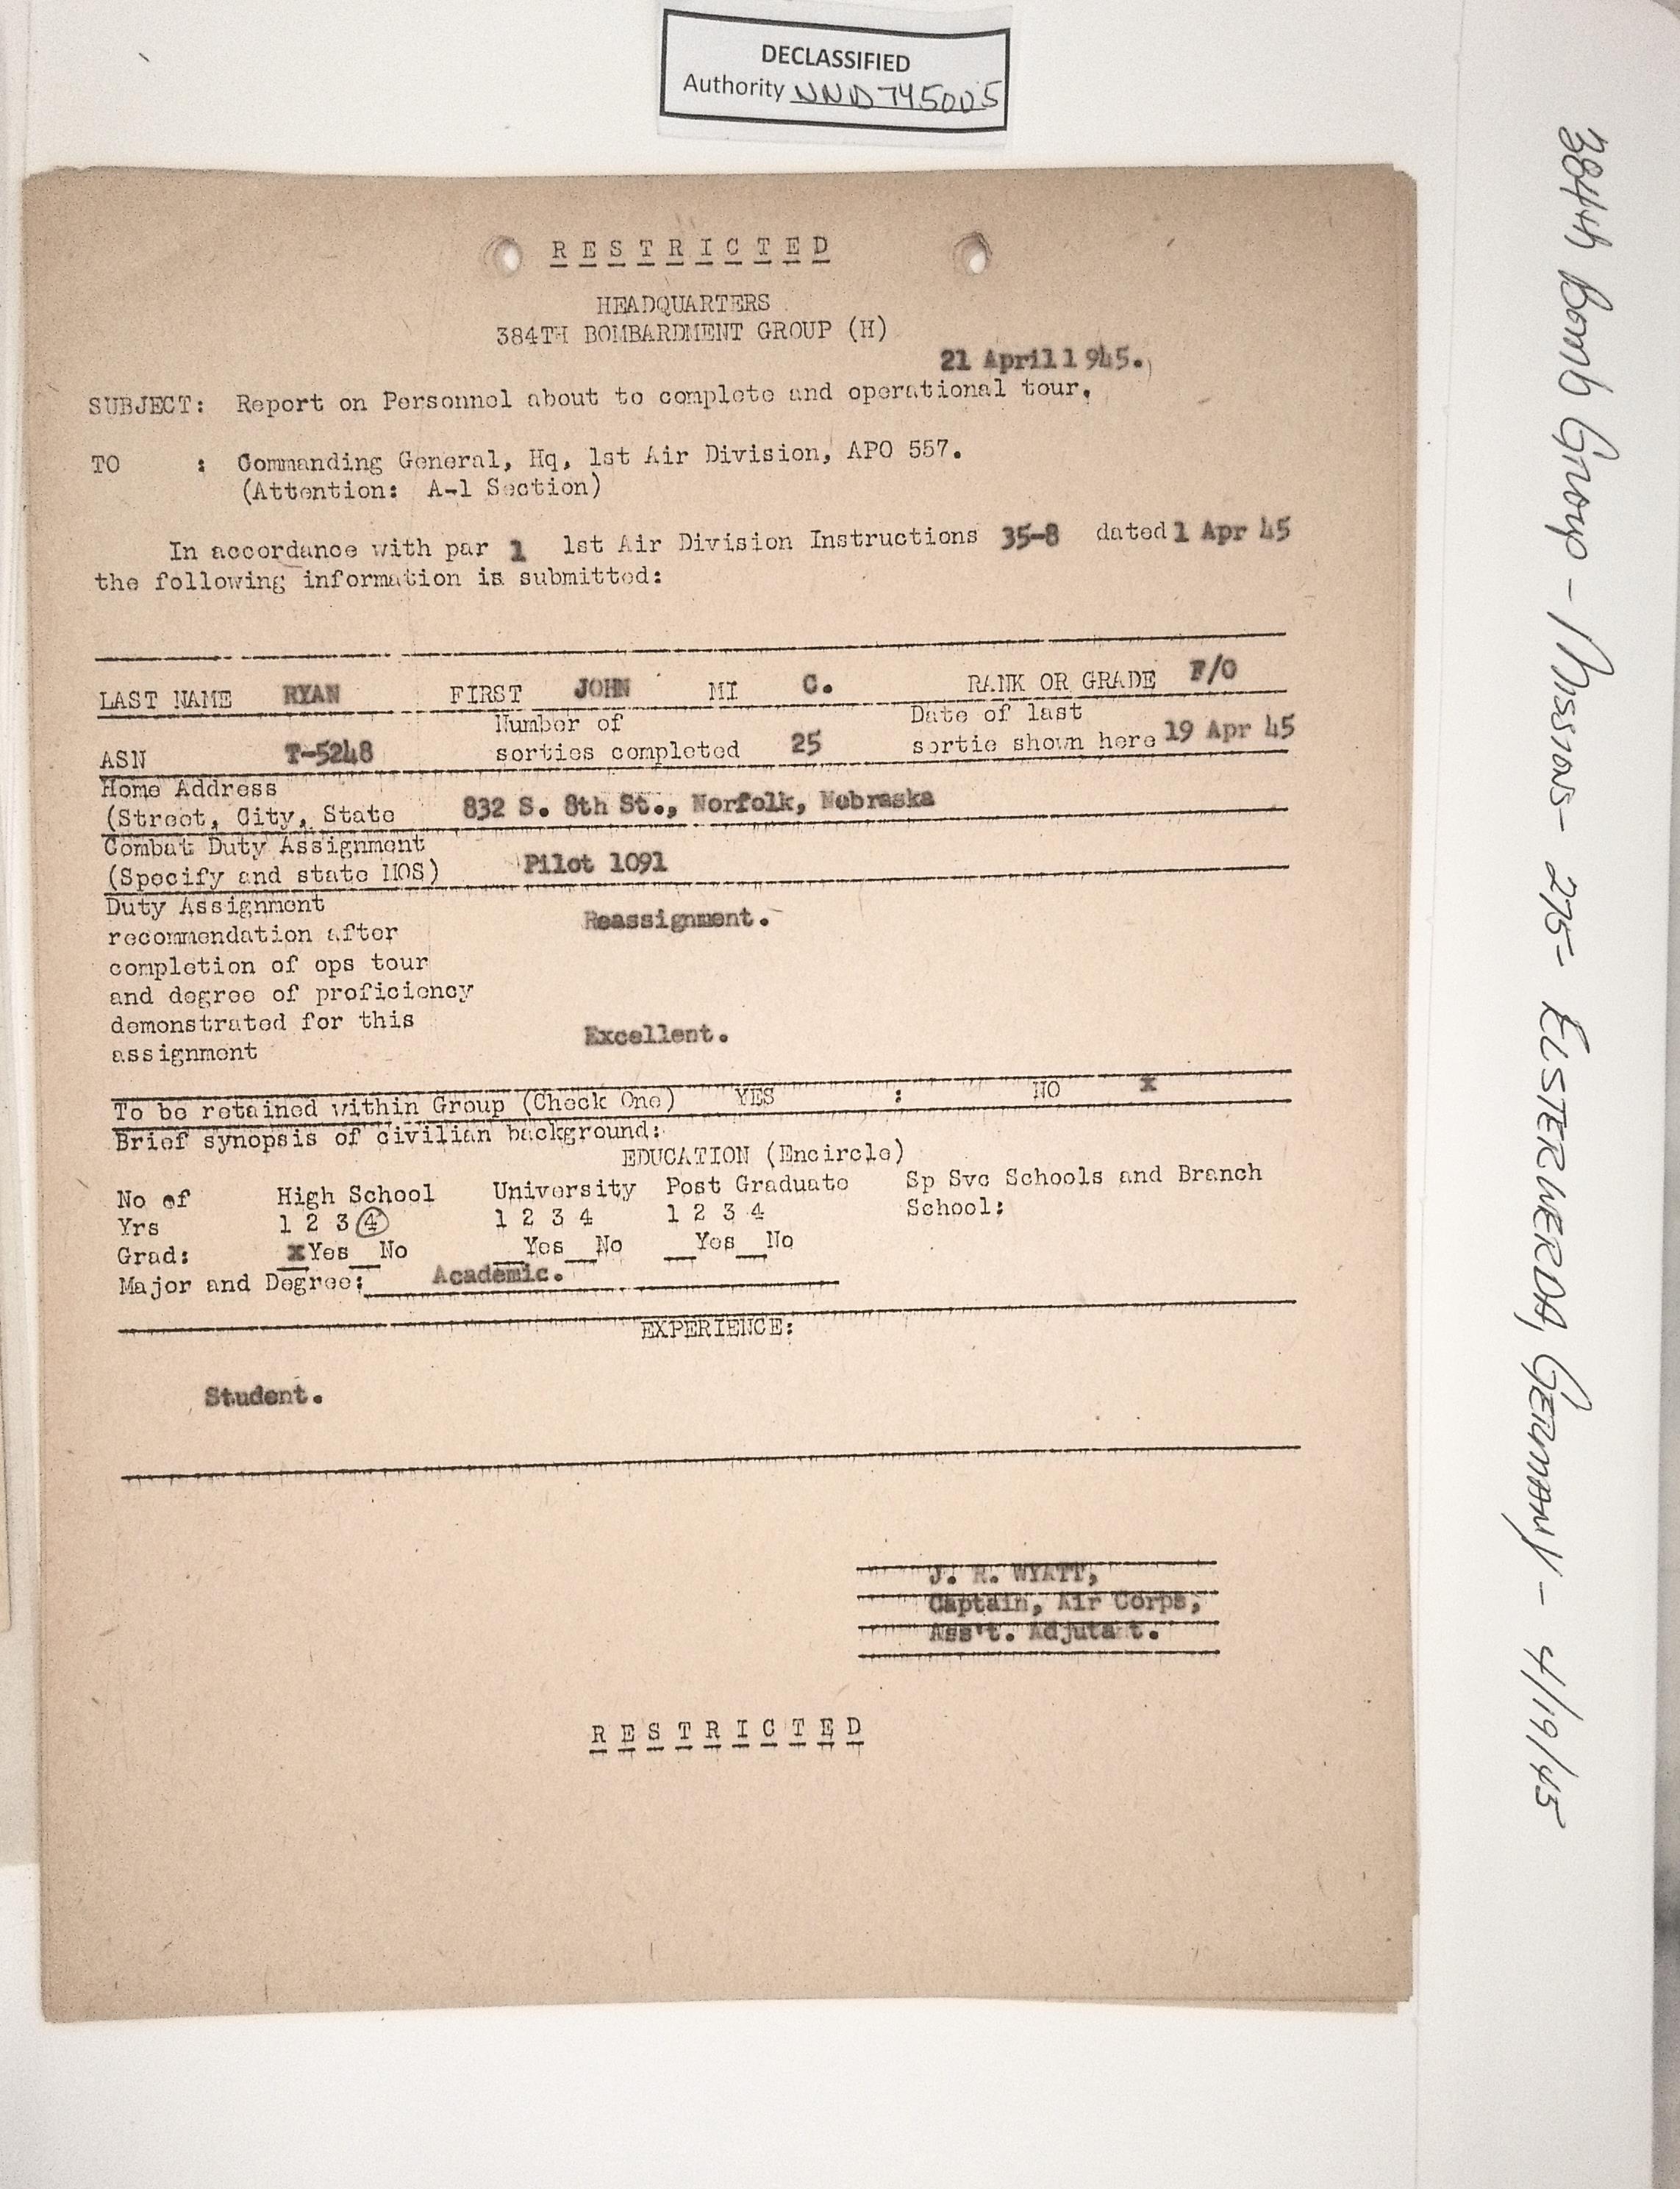 DECLASSIFIED
Authority NND 745005
RESTRICTED
HEADQUARTERS
384TH BOMBARDMENT GROUP (H)
21 April 1 945.
SUBJECT: Report on Personnel about to complete and operational tour.
TO : Commanding General, Hq, 1st Air Division, APO 557.
(Attention: A-1 Section)
In accordance with par 1 1st Air Division Instructions 35-8 dated 1 Apr 45
the following information is submitted:
LAST NAME RYAN FIRST JOHN MI C. RANK OR GRADE F/O
Number of Date of last
ASN T-5248 sorties completed 25 sortie shown here 19 Apr 45
Home Address
(Street, City, State 832 S. 8th St., Norfolk, Nebraska
Combat Duty Assignment
(Specify and state MOS) Pilot 1091
Duty Assignment
recommendation after Reassignment.
completion of ops tour
and degree of proficiency
demonstrated for this
assignment Excellent.
To be retained within Group (Check One) YES : NO x
Brief synopsis of civilian background:
EDUCATION (Encircle)
No of High School University Post Graduate Sp Svc Schools and Branch
Yrs 1 2 3 4 1 2 3 4 1 2 3 4 School:
Grad: x Yes__No __Yes__No __Yes__No
Major and Degree: Academic.
EXPERIENCE:
Student.
J. R. WYATT,
Captain, Air Corps,
Ass't. Adjutant.
RESTRICTED
384th Bomb Group - Missions - 275 - ELSTERWERDA, GERMANY - 4/19/45